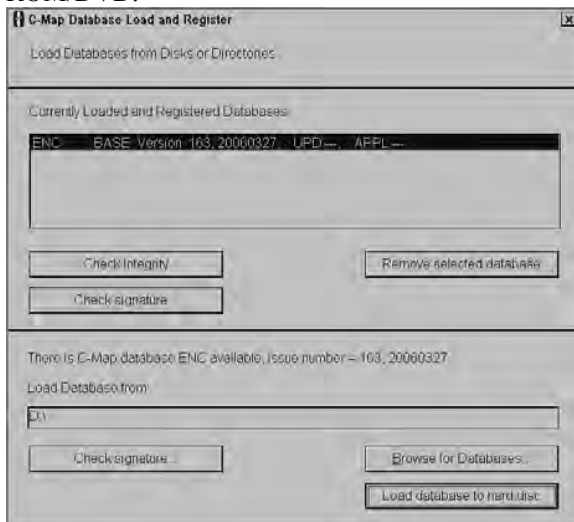 C-Map Database Load and Register
Load Databases from Disks or Directories
Currently Loaded and Registered Databases
ENC BASE Version 163, 20060327, UPD ---, APPL ---
Check integrity
Remove selected database
Check signature
There is C-Map database ENC available, issue number = 163, 20060327
Load Database from
D:\
Check signature...
Browse for Databases...
Load database to hard disc